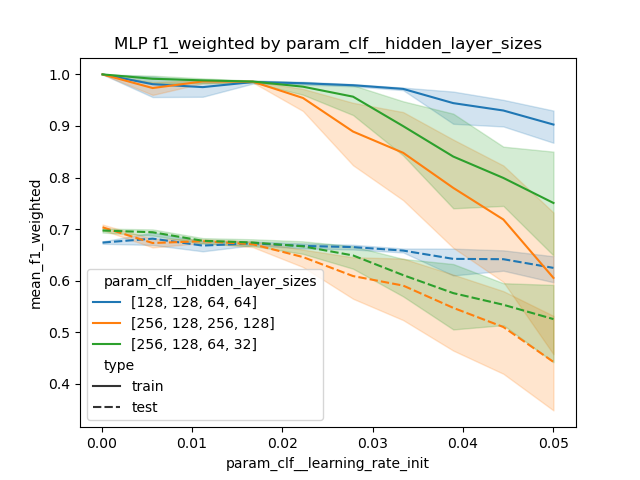 MLP f1_weighted by param_clf__hidden_layer_sizes
mean_f1_weighted
1.0
0.9
0.8
0.7
0.6
0.5
0.4
param_clf__hidden_layer_sizes
[128, 128, 64, 64]
[256, 128, 256, 128]
[256, 128, 64, 32]
type
train
test
0.00 0.01 0.02 0.03 0.04 0.05
param_clf__learning_rate_init